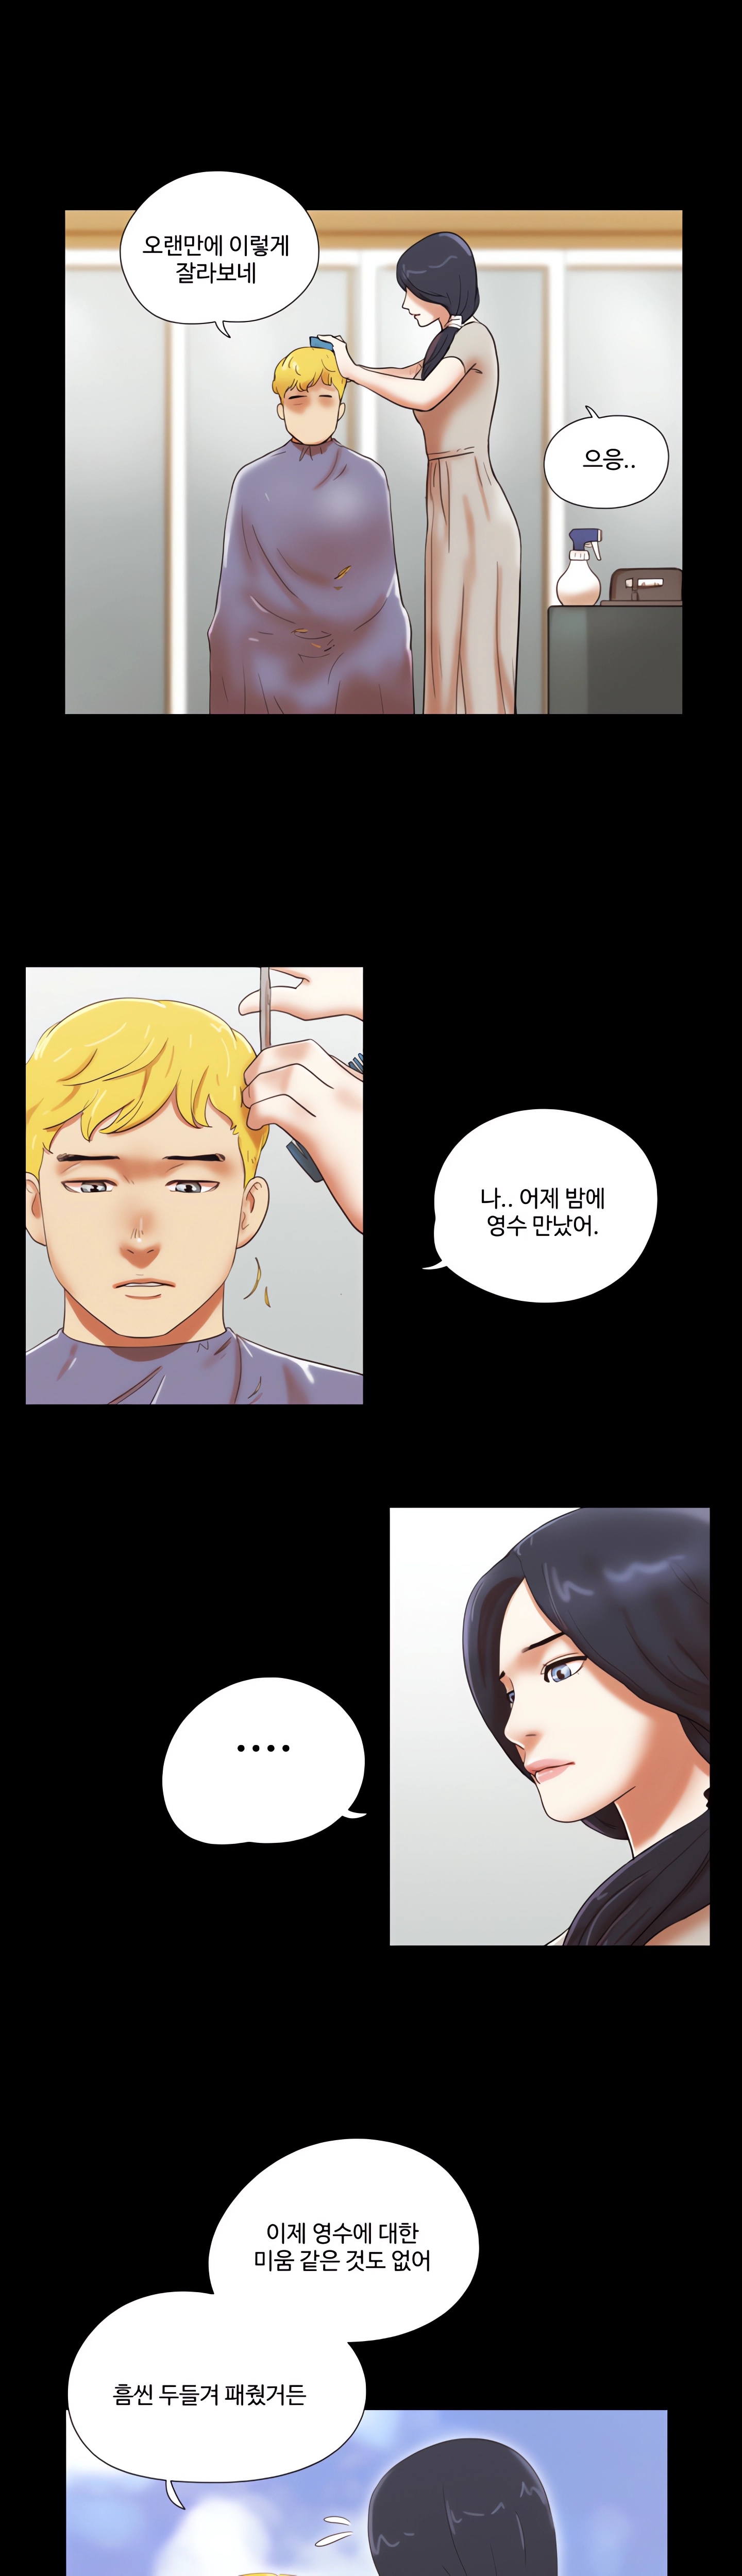 오랜만에 이렇게
잘라보네
으응..
나.. 어제 밤에
영수 만났어.
....
이제 영수에 대한
미움 같은 것도 없어
흠씬 두들겨 패줬거든